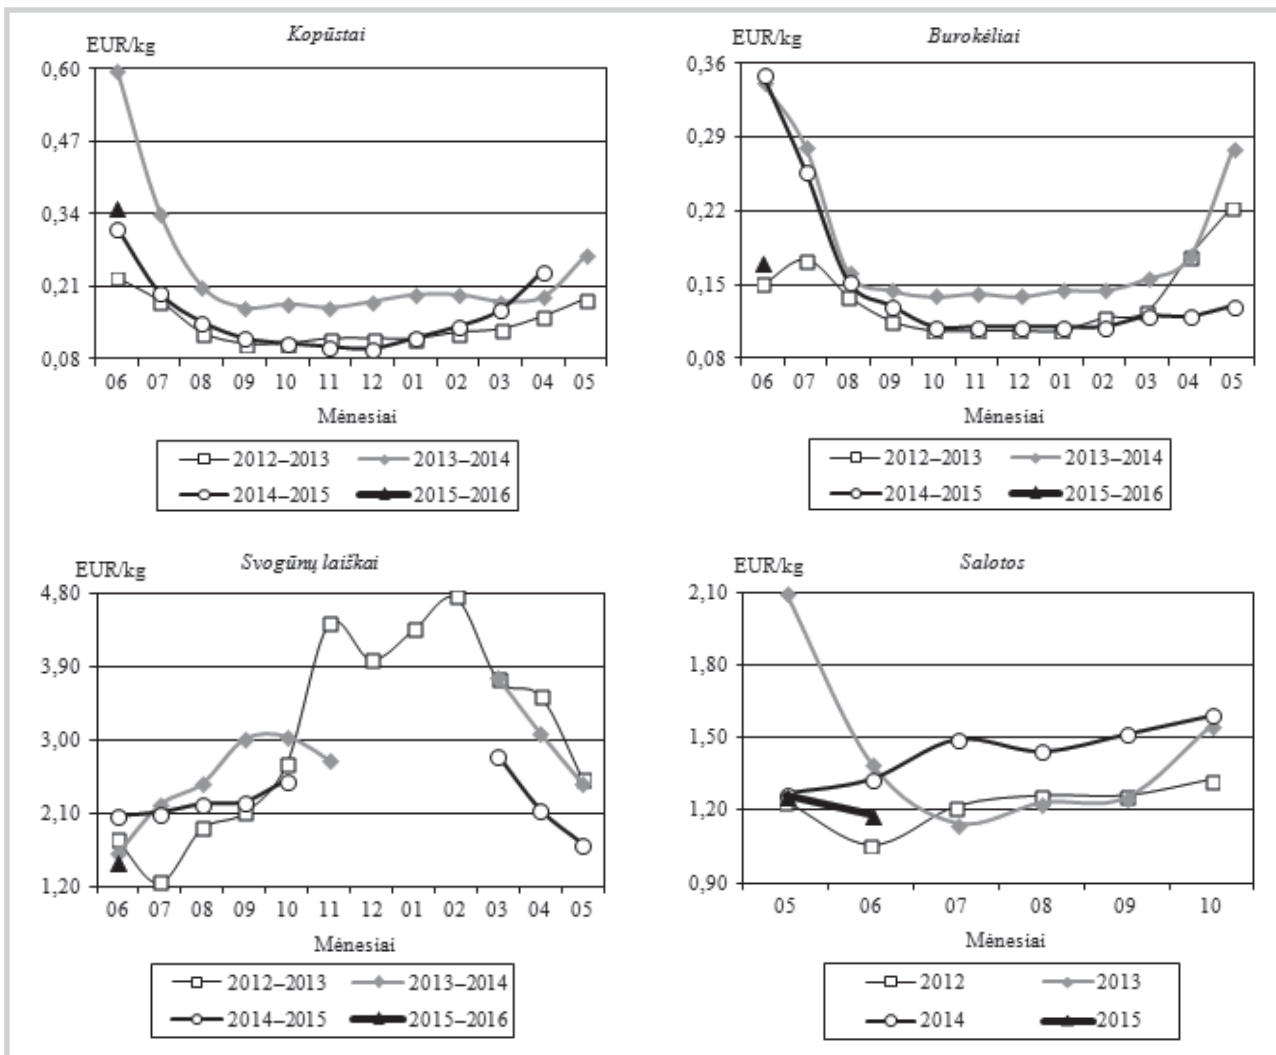 Kopūstai
EUR/kg
0,60
0,47
0,34
0,21
0,08
06 07 08 09 10 11 12 01 02 03 04 05
Mėnesiai
2012–2013 2013–2014
2014–2015 2015–2016
Burokėliai
EUR/kg
0,36
0,29
0,22
0,15
0,08
06 07 08 09 10 11 12 01 02 03 04 05
Mėnesiai
2012–2013 2013–2014
2014–2015 2015–2016
Svogūnų laiškai
EUR/kg
4,80
3,90
3,00
2,10
1,20
06 07 08 09 10 11 12 01 02 03 04 05
Mėnesiai
2012–2013 2013–2014
2014–2015 2015–2016
Salotos
EUR/kg
2,10
1,80
1,50
1,20
0,90
05 06 07 08 09 10
Mėnesiai
2012 2013
2014 2015